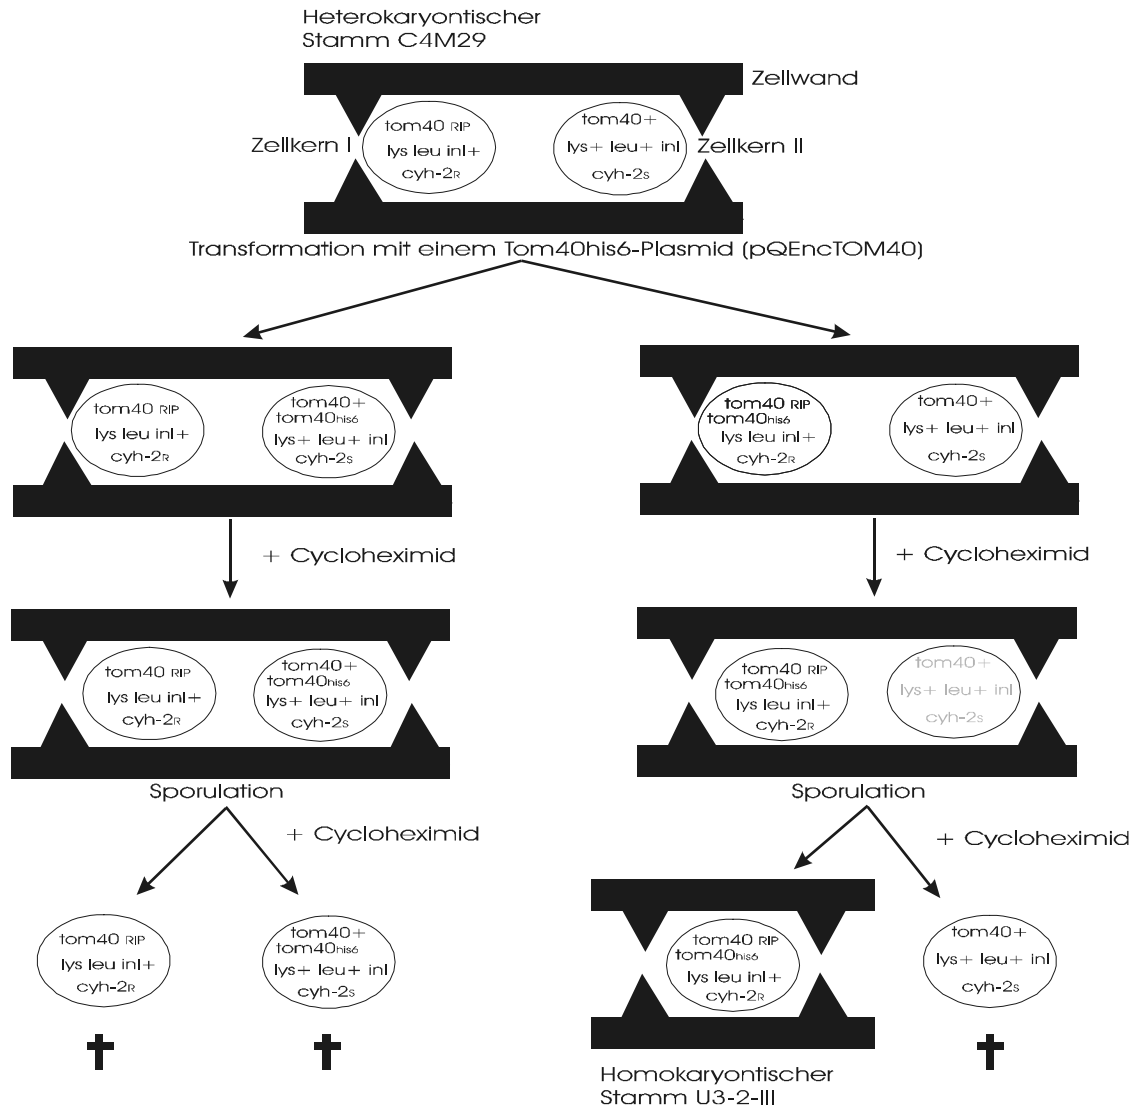 Heterokaryontischer
Stamm C4M29
Zellwand
Zellkern I
tom40 RIP
lys leu inl+
cyh-2R
tom40+
lys+ leu+ inl
cyh-2S
Zellkern II
Transformation mit einem Tom40his6-Plasmid (pQEncTOM40)
tom40 RIP
lys leu inl+
cyh-2R
tom40+
tom40his6
lys+ leu+ inl
cyh-2S
tom40 RIP
tom40his6
lys leu inl+
cyh-2R
tom40+
lys+ leu+ inl
cyh-2S
+ Cycloheximid
+ Cycloheximid
tom40 RIP
lys leu inl+
cyh-2R
tom40+
tom40his6
lys+ leu+ inl
cyh-2S
tom40 RIP
tom40his6
lys leu inl+
cyh-2R
tom40+
lys+ leu+ inl
cyh-2S
Sporulation
Sporulation
+ Cycloheximid
+ Cycloheximid
tom40 RIP
lys leu inl+
cyh-2R
tom40+
tom40his6
lys+ leu+ inl
cyh-2S
tom40 RIP
tom40his6
lys leu inl+
cyh-2R
tom40+
lys+ leu+ inl
cyh-2S
Homokaryontischer
Stamm U3-2-III